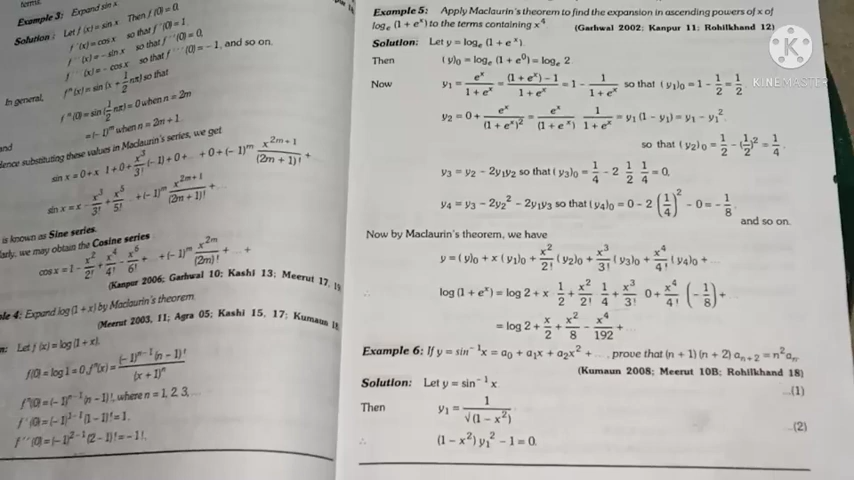 terms.
Example 3: Expand sin x
Solution : Let f (x) = sin x Then f (0) = 0,
f ′(x) = cos x so that f ′(0) = 1
f ′′(x) = – sin x so that f ′′(0) = 0,
f ′′′(x) = – cos x so that f ′′′(0) = – 1, and so on.
In general, fⁿ(x) = sin (x + 1/2 nπ) so that
fⁿ(0) = sin (1/2 nπ) = 0 when n = 2m
and = (–1)ᵐ when n = 2m + 1.
Hence substituting these values in Maclaurin's series, we get
sin x = 0 + x 1 + 0 + x³/3! (–1) + 0 + ... + 0 + (–1)ᵐ x²ᵐ⁺¹/(2m + 1)! +
sin x = x – x³/3! + x⁵/5! ... + (–1)ᵐ x²ᵐ⁺¹/(2m + 1)! + ...
is known as Sine series.
arly, we may obtain the Cosine series
cos x = 1 – x²/2! + x⁴/4! – x⁶/6! + ... + (–1)ᵐ x²ᵐ/(2m)! + ... +
(Kanpur 2006; Garhwal 10; Kashi 13; Meerut 17, 19
ple 4: Expand log (1 + x) by Maclaurin's theorem
(Meerut 2003, 11; Agra 05; Kashi 15, 17; Kumaun 18
n: Let f (x) = log (1 + x).
f(0) = log 1 = 0, fⁿ(x) = (–1)ⁿ⁻¹ (n – 1)! / (x + 1)ⁿ
fⁿ(0) = (–1)ⁿ⁻¹ (n – 1)!, where n = 1, 2, 3, ...
f ′(0) = (–1)¹⁻¹ (1 – 1)! = 1.
f ′′(0) = (–1)²⁻¹ (2 – 1)! = – 1!.
Example 5: Apply Maclaurin's theorem to find the expansion in ascending powers of x of
logₑ (1 + eˣ) to the terms containing x⁴ (Garhwal 2002; Kanpur 11; Rohilkhand 12)
Solution: Let y = logₑ (1 + eˣ).
Then (y)₀ = logₑ (1 + e⁰) = logₑ 2.
Now y₁ = eˣ/(1 + eˣ) = ((1 + eˣ) – 1)/(1 + eˣ) = 1 – 1/(1 + eˣ) so that (y₁)₀ = 1 – 1/2 = 1/2.
y₂ = 0 + eˣ/(1 + eˣ)² = eˣ/(1 + eˣ) 1/(1 + eˣ) = y₁ (1 – y₁) = y₁ – y₁².
so that (y₂)₀ = 1/2 – (1/2)² = 1/4.
y₃ = y₂ – 2y₁y₂ so that (y₃)₀ = 1/4 – 2 1/2 1/4 = 0,
y₄ = y₃ – 2y₂² – 2y₁y₃ so that (y₄)₀ = 0 – 2 · (1/4)² – 0 = – 1/8
and so on.
Now by Maclaurin's theorem, we have
y = (y)₀ + x (y₁)₀ + x²/2! (y₂)₀ + x³/3! (y₃)₀ + x⁴/4! (y₄)₀ + ...
∴ log (1 + eˣ) = log 2 + x 1/2 + x²/2! 1/4 + x³/3! 0 + x⁴/4! (– 1/8) + ...
= log 2 + x/2 + x²/8 – x⁴/192 + ...
Example 6: If y = sin⁻¹ x = a₀ + a₁x + a₂x² + ... , prove that (n + 1) (n + 2) aₙ₊₂ = n²aₙ.
(Kumaun 2008; Meerut 10B; Rohilkhand 18)
Solution: Let y = sin⁻¹ x ...(1)
Then y₁ = 1/√(1 – x²) ...(2)
∴ (1 – x²) y₁² – 1 = 0.
KINEMASTER